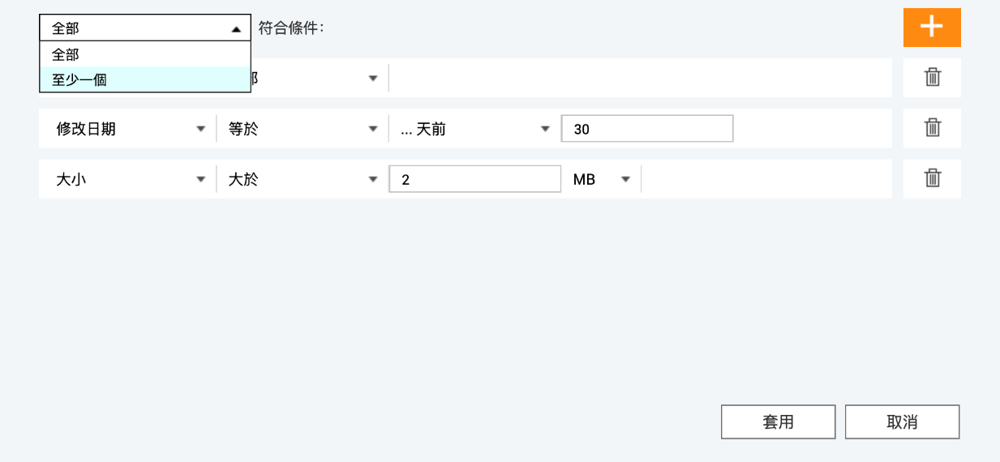 全部 符合條件:
全部
至少一個
修改日期 等於 ... 天前 30
大小 大於 2 MB
套用 取消